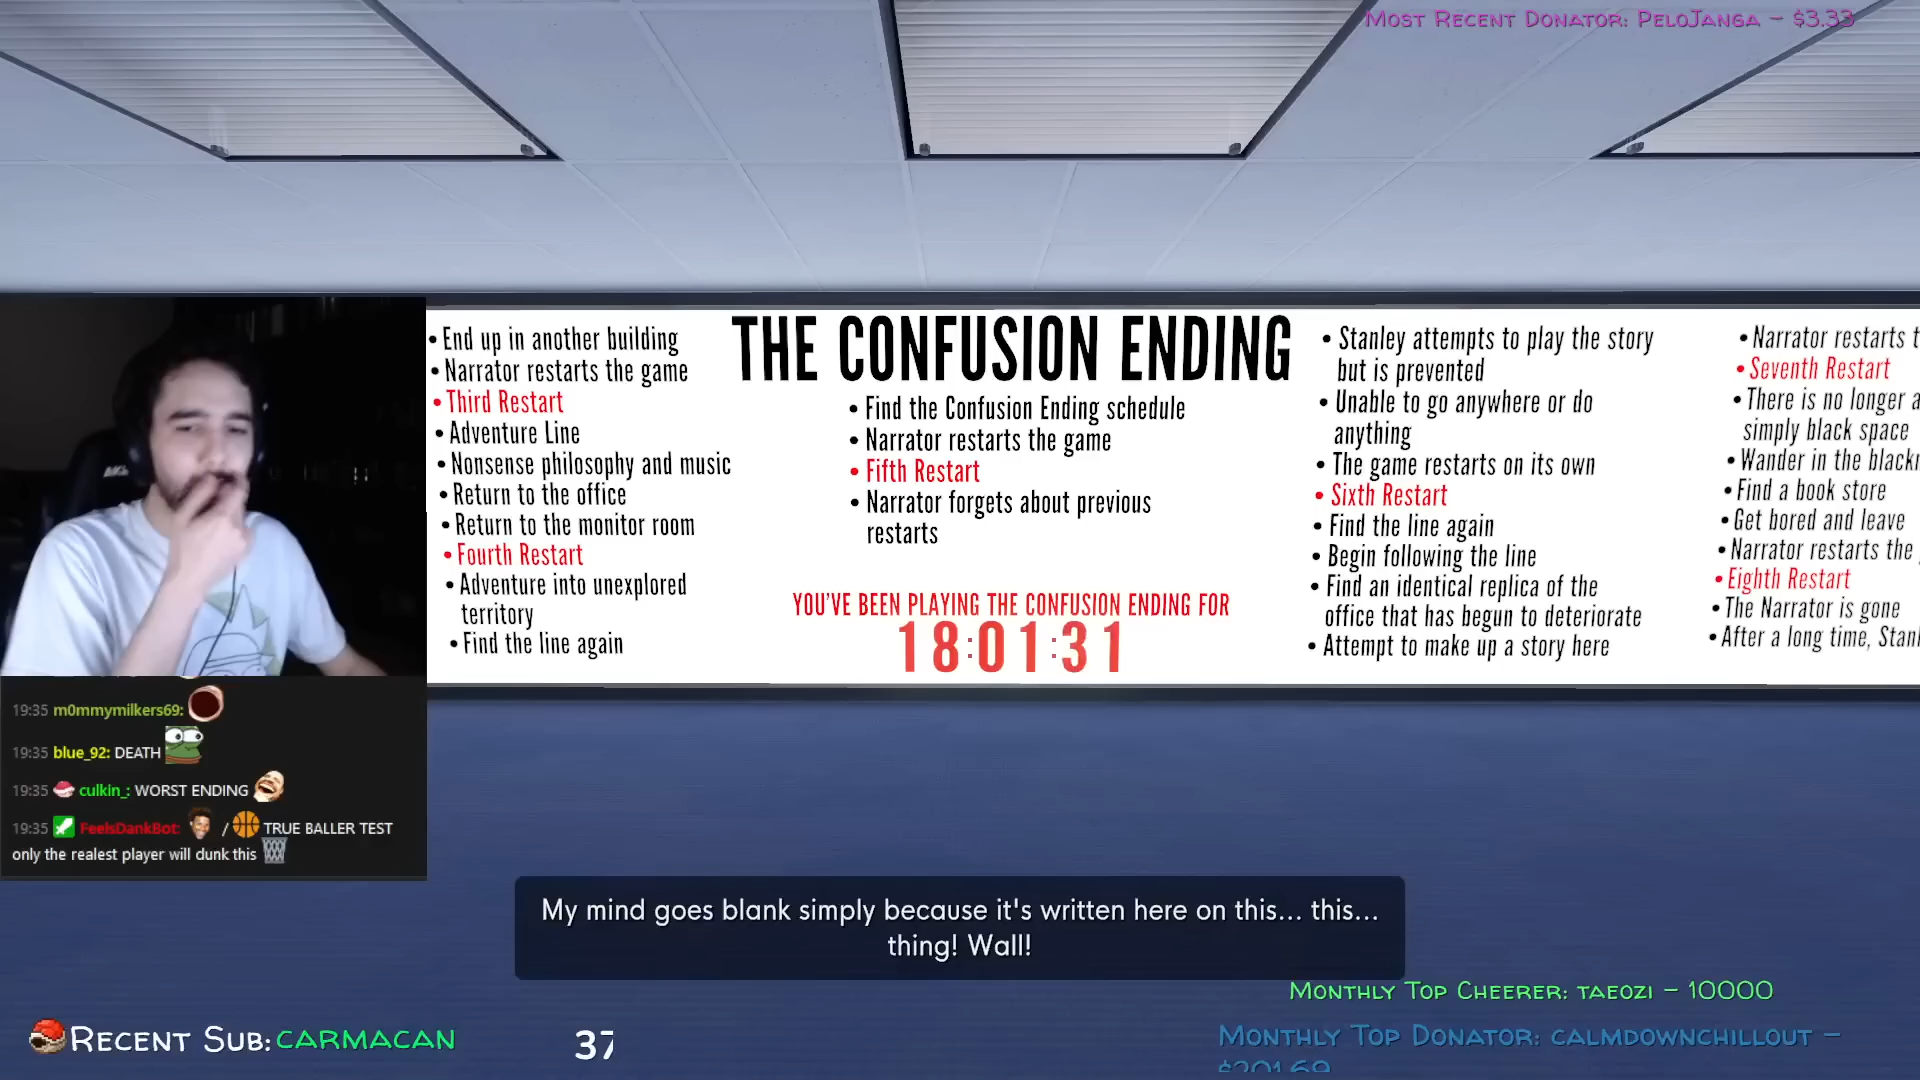 Most Recent Donator: PeloJanga - $3.33
• End up in another building
• Narrator restarts the game
• Third Restart
• Adventure Line
• Nonsense philosophy and music
• Return to the office
• Return to the monitor room
• Fourth Restart
• Adventure into unexplored
territory
• Find the line again
THE CONFUSION ENDING
• Find the Confusion Ending schedule
• Narrator restarts the game
• Fifth Restart
• Narrator forgets about previous
restarts
YOU'VE BEEN PLAYING THE CONFUSION ENDING FOR
18:01:31
• Stanley attempts to play the story
but is prevented
• Unable to go anywhere or do
anything
• The game restarts on its own
• Sixth Restart
• Find the line again
• Begin following the line
• Find an identical replica of the
office that has begun to deteriorate
• Attempt to make up a story here
• Narrator restarts
• Seventh Restart
• There is no longer
simply black space
• Wander in the
• Find a book store
• Get bored and leave
• Narrator restarts the
• Eighth Restart
• The Narrator is gone
• After a long time,
19:35 m0mmymilkers69:
19:35 blue_92: DEATH
19:35 culkin_: WORST ENDING
19:35 FeelsDankBot: / TRUE BALLER TEST
only the realest player will dunk this
My mind goes blank simply because it's written here on this... this...
thing! Wall!
Monthly Top Cheerer: taeozi - 10000
Recent Sub: carmacan
37
Monthly Top Donator: calmdownchillout -
$201.69